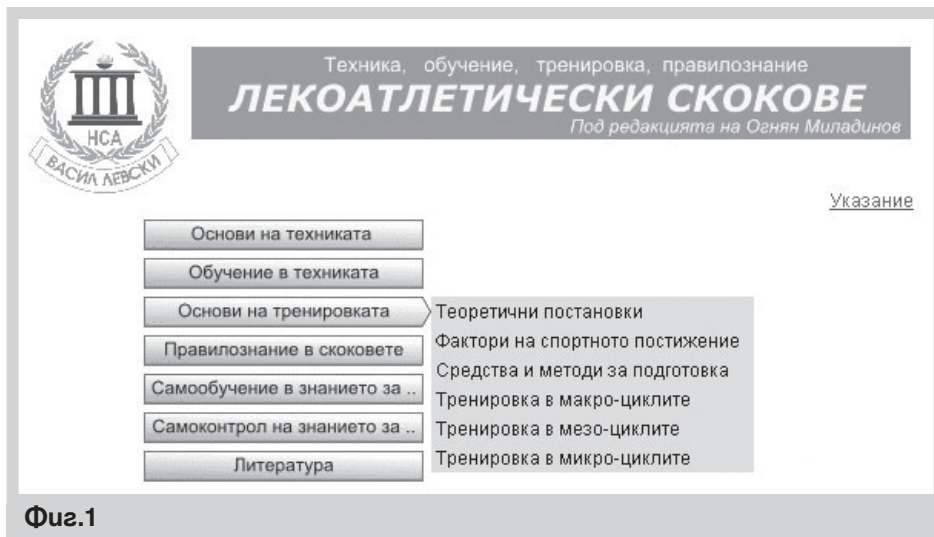 НСА
ВАСИЛ ЛЕВСКИ
Техника, обучение, тренировка, правилознание
ЛЕКОАТЛЕТИЧЕСКИ СКОКОВЕ
Под редакцията на Огнян Миладинов
Указание
Основи на техниката
Обучение в техниката
Основи на тренировката
Правилознание в скоковете
Самообучение в знанието за ..
Самоконтрол на знанието за ..
Литература
Теоретични постановки
Фактори на спортното постижение
Средства и методи за подготовка
Тренировка в макро-циклите
Тренировка в мезо-циклите
Тренировка в микро-циклите
Фиг.1